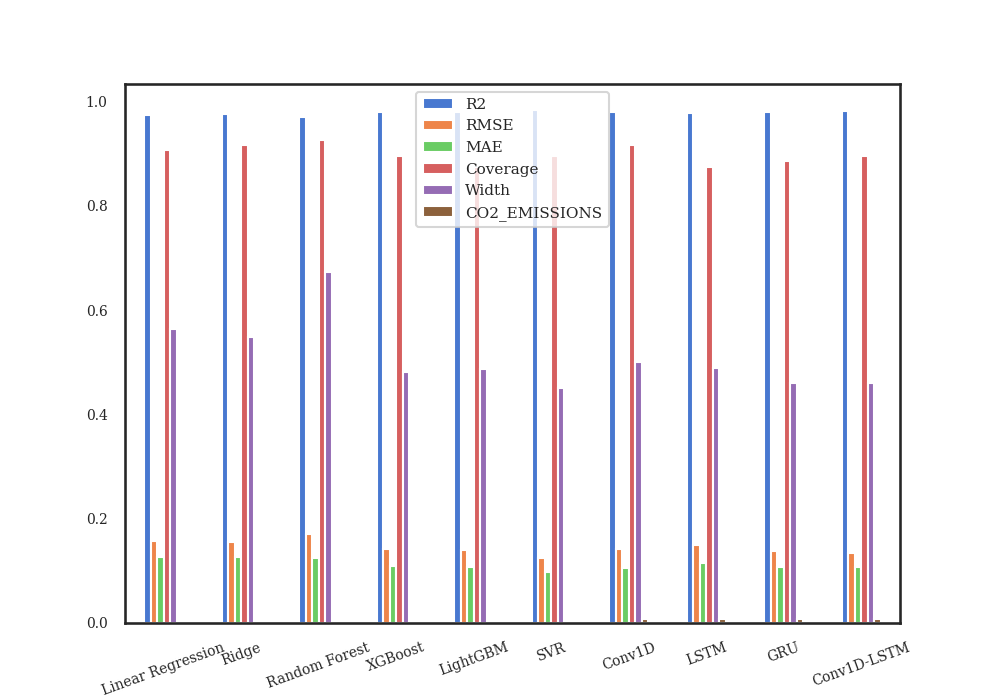 1.0
0.8
0.6
0.4
0.2
0.0
R2
RMSE
MAE
Coverage
Width
CO2_EMISSIONS
Linear Regression
Ridge
Random Forest
XGBoost
LightGBM
SVR
Conv1D
LSTM
GRU
Conv1D-LSTM